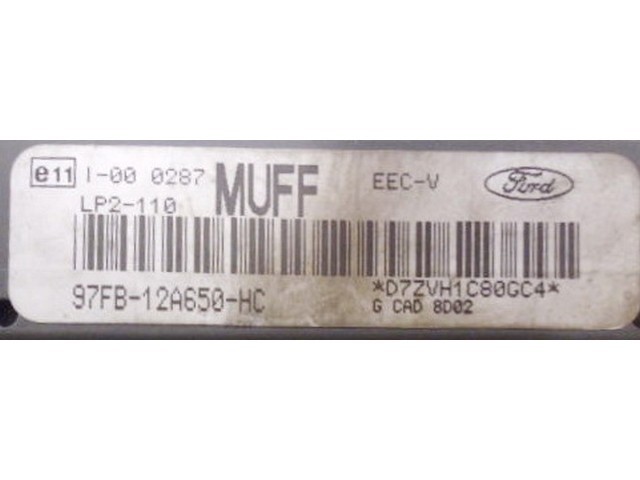 e11 I-00 0287 MUFF EEC-V Ford
LP2-110
97FB-12A650-HC *D7ZVH1C80GC4*
G CAD 8D02